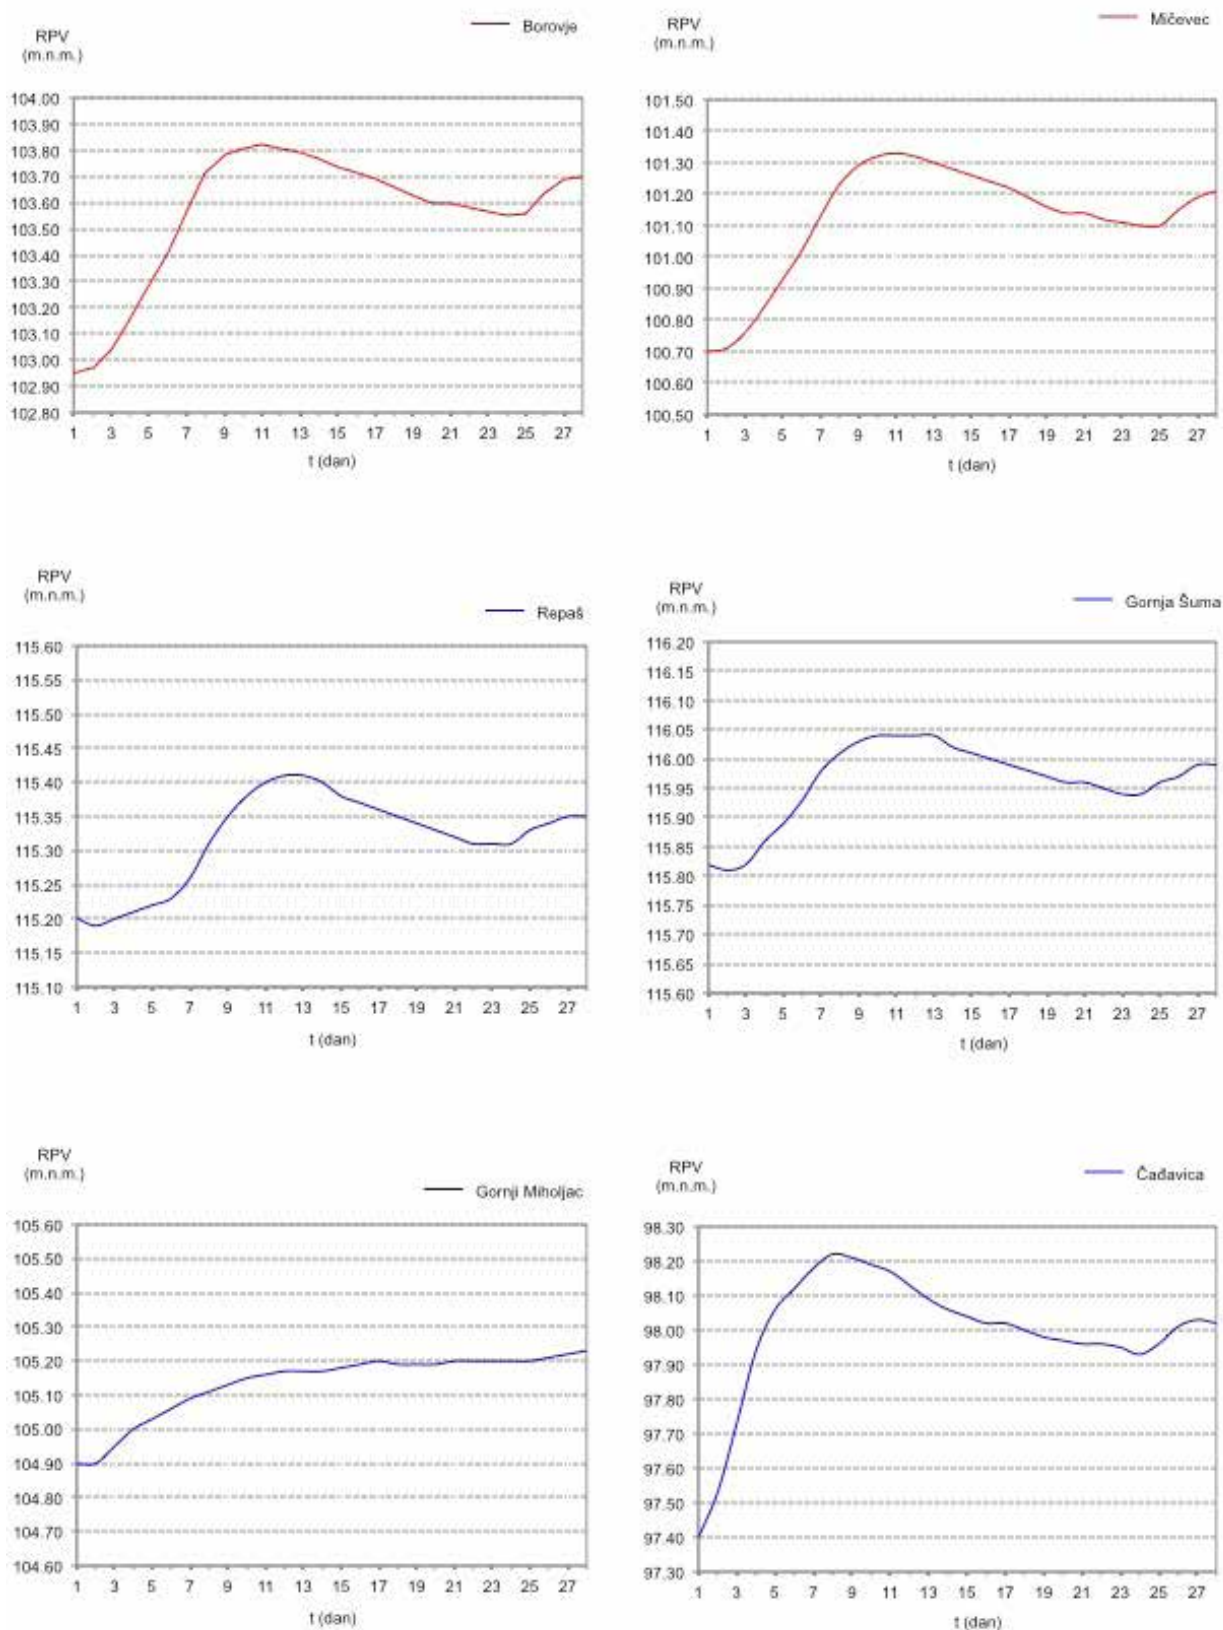 RPV
(m.n.m.)
Borovje
104.00
103.90
103.80
103.70
103.60
103.50
103.40
103.30
103.20
103.10
103.00
102.90
102.80
1 3 5 7 9 11 13 15 17 19 21 23 25 27
t (dan)
RPV
(m.n.m.)
Mičevec
101.50
101.40
101.30
101.20
101.10
101.00
100.90
100.80
100.70
100.60
100.50
1 3 5 7 9 11 13 15 17 19 21 23 25 27
t (dan)
RPV
(m.n.m.)
Repaš
115.60
115.55
115.50
115.45
115.40
115.35
115.30
115.25
115.20
115.15
115.10
1 3 5 7 9 11 13 15 17 19 21 23 25 27
t (dan)
RPV
(m.n.m.)
Gornja Šuma
116.20
116.15
116.10
116.05
116.00
115.95
115.90
115.85
115.80
115.75
115.70
115.65
115.60
1 3 5 7 9 11 13 15 17 19 21 23 25 27
t (dan)
RPV
(m.n.m.)
Gornji Miholjac
105.60
105.50
105.40
105.30
105.20
105.10
105.00
104.90
104.80
104.70
104.60
1 3 5 7 9 11 13 15 17 19 21 23 25 27
t (dan)
RPV
(m.n.m.)
Čađavica
98.30
98.20
98.10
98.00
97.90
97.80
97.70
97.60
97.50
97.40
97.30
1 3 5 7 9 11 13 15 17 19 21 23 25 27
t (dan)